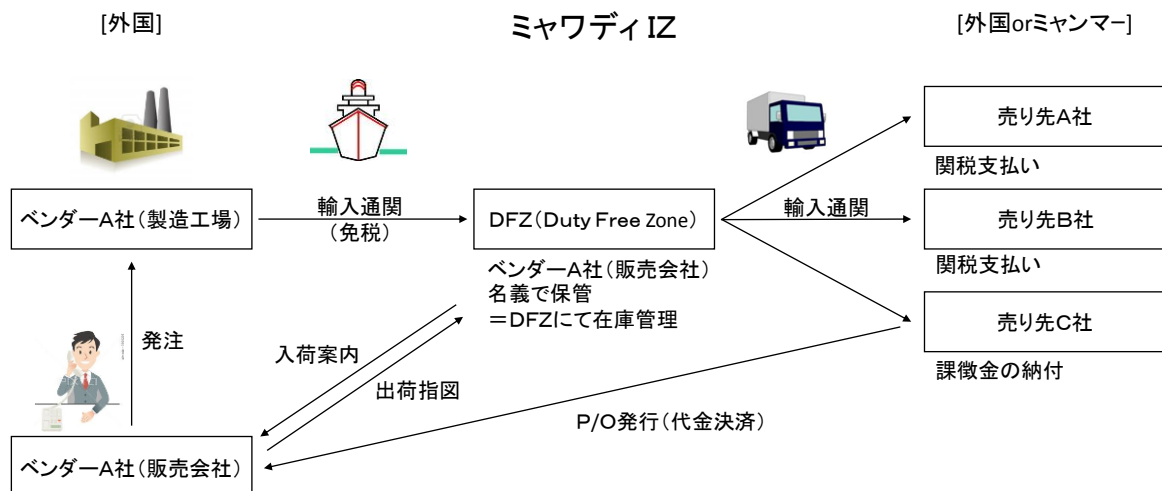 [外国]
ミャワディ IZ
[外国orミャンマー]
売り先A社
関税支払い
ベンダーA社(製造工場)
輸入通関
(免税)
DFZ(Duty Free Zone)
輸入通関
売り先B社
関税支払い
ベンダーA社(販売会社)
名義で保管
=DFZにて在庫管理
売り先C社
課徴金の納付
発注
入荷案内
出荷指図
P/O発行(代金決済)
ベンダーA社(販売会社)